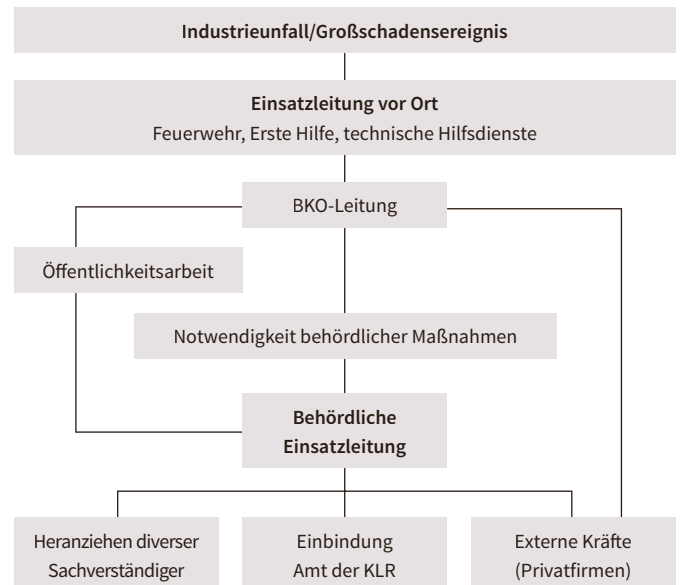 Industrieunfall/Großschadensereignis
Einsatzleitung vor Ort
Feuerwehr, Erste Hilfe, technische Hilfsdienste
BKO-Leitung
Öffentlichkeitsarbeit
Notwendigkeit behördlicher Maßnahmen
Behördliche
Einsatzleitung
Heranziehen diverser
Sachverständiger
Einbindung
Amt der KLR
Externe Kräfte
(Privatfirmen)